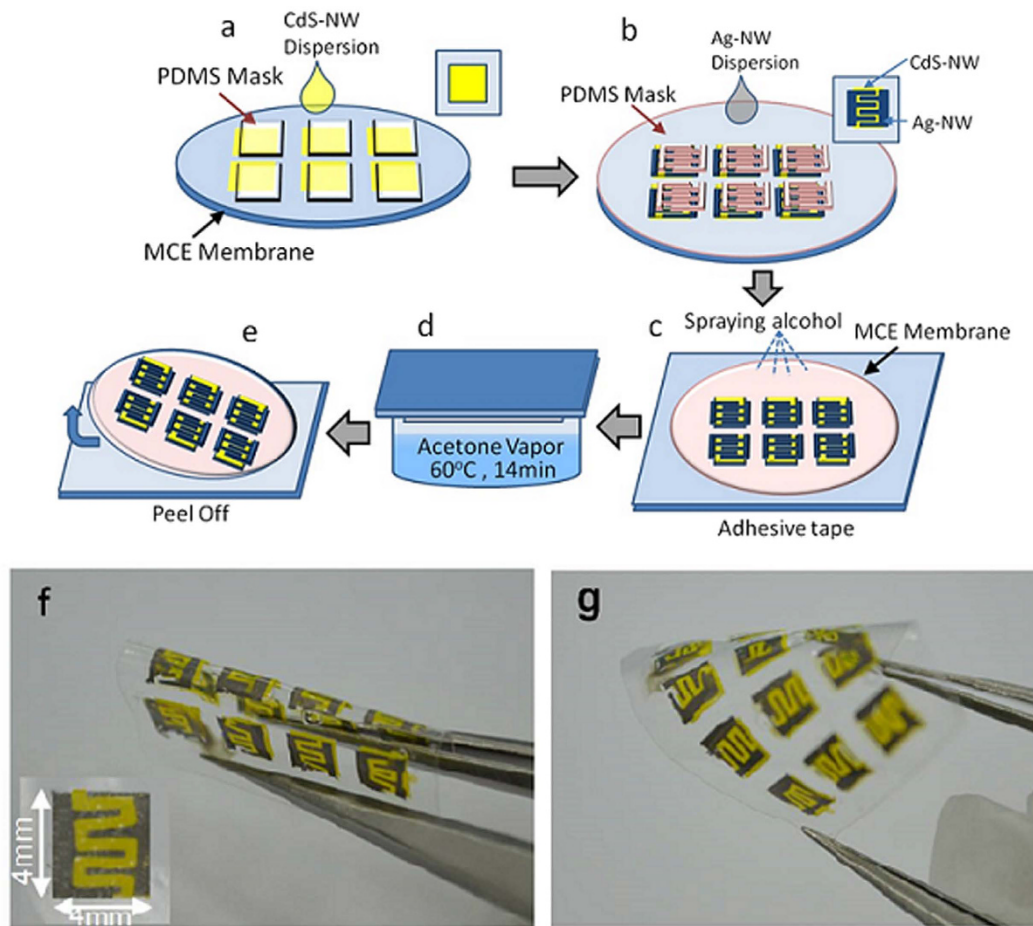 a
CdS-NW
Dispersion
PDMS Mask
MCE Membrane
b
Ag-NW
Dispersion
PDMS Mask
CdS-NW
Ag-NW
Spraying alcohol
c
MCE Membrane
Adhesive tape
d
Acetone Vapor
60°C , 14min
e
Peel Off
f
4mm
4mm
g